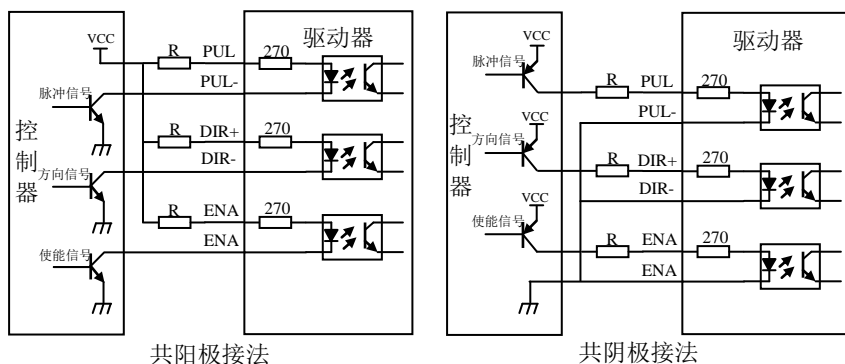 VCC
R
PUL
270
驱动器
脉冲信号
PUL-
控制器
R
DIR+
270
方向信号
DIR-
R
ENA
270
使能信号
ENA
共阳极接法
VCC
驱动器
脉冲信号
R
PUL
270
PUL-
控制器
VCC
方向信号
R
DIR+
270
DIR-
VCC
使能信号
R
ENA
270
ENA
共阴极接法